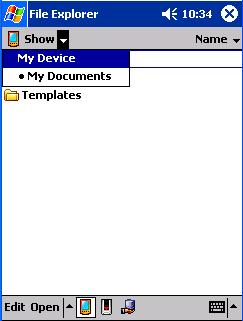 File Explorer 10:34
Show Name
My Device
My Documents
Templates
Edit Open